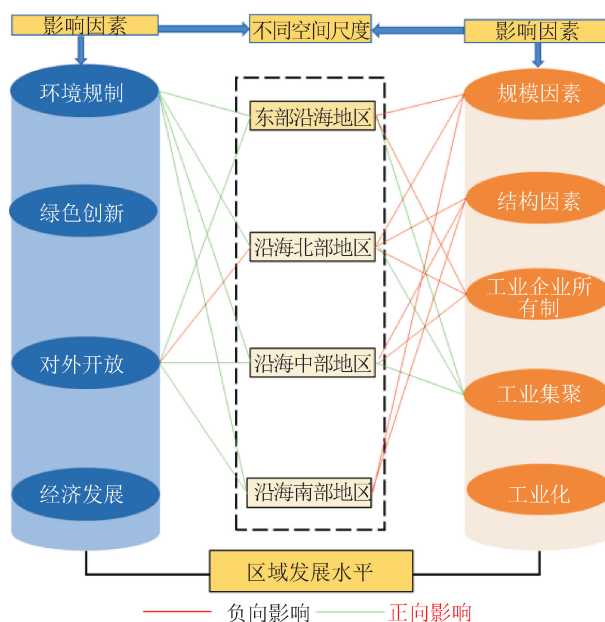 影响因素
不同空间尺度
影响因素
环境规制
绿色创新
对外开放
经济发展
东部沿海地区
沿海北部地区
沿海中部地区
沿海南部地区
规模因素
结构因素
工业企业所
有制
工业集聚
工业化
区域发展水平
负向影响
正向影响